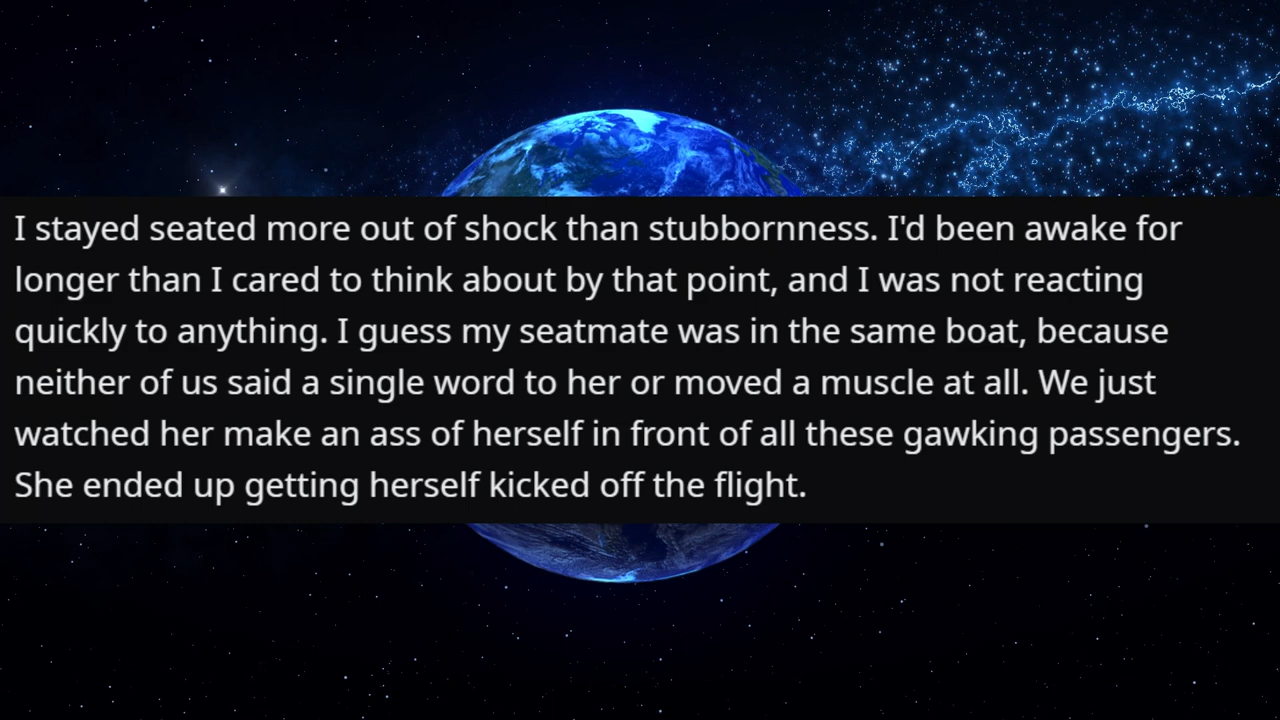 I stayed seated more out of shock than stubbornness. I'd been awake for
longer than I cared to think about by that point, and I was not reacting
quickly to anything. I guess my seatmate was in the same boat, because
neither of us said a single word to her or moved a muscle at all. We just
watched her make an ass of herself in front of all these gawking passengers.
She ended up getting herself kicked off the flight.